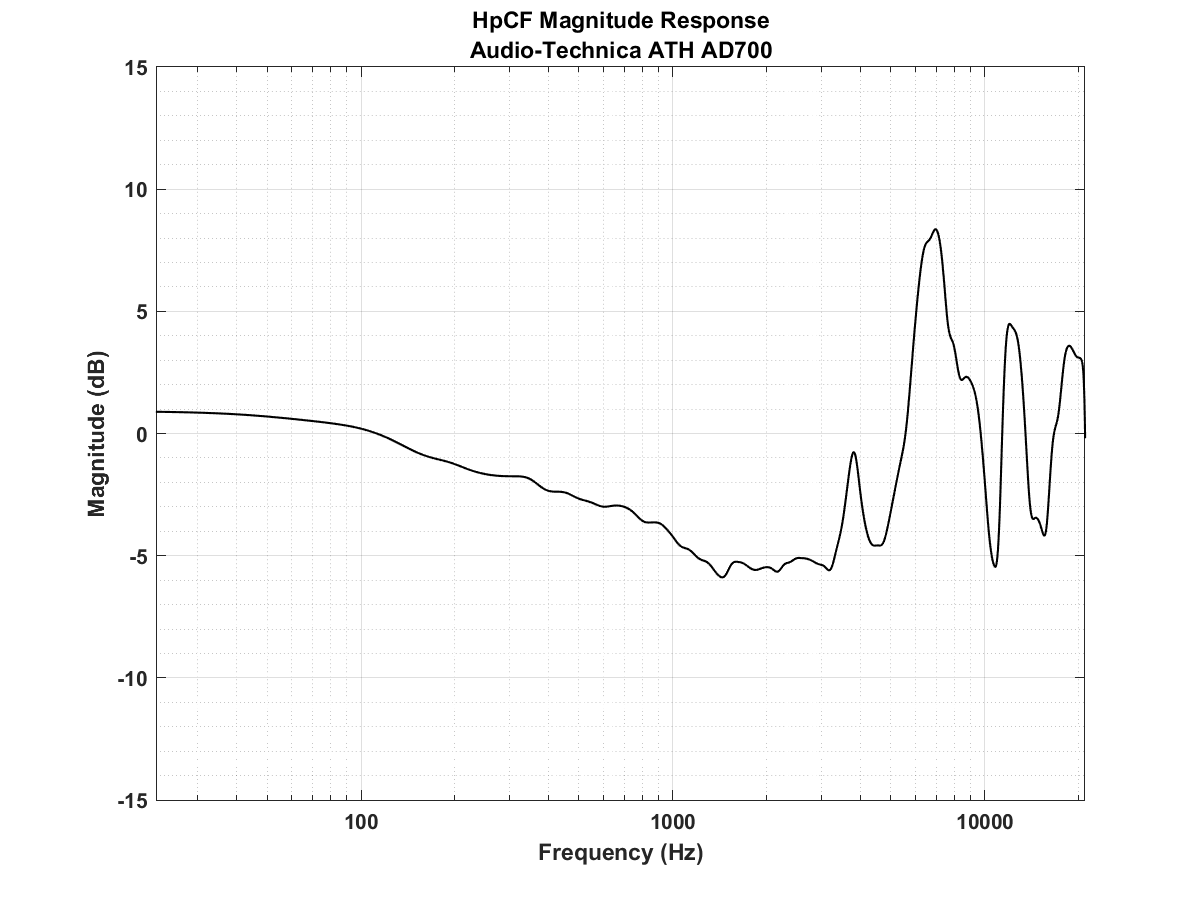 HpCF Magnitude Response
Audio-Technica ATH AD700
15
10
5
0
-5
-10
-15
Magnitude (dB)
100 1000 10000
Frequency (Hz)